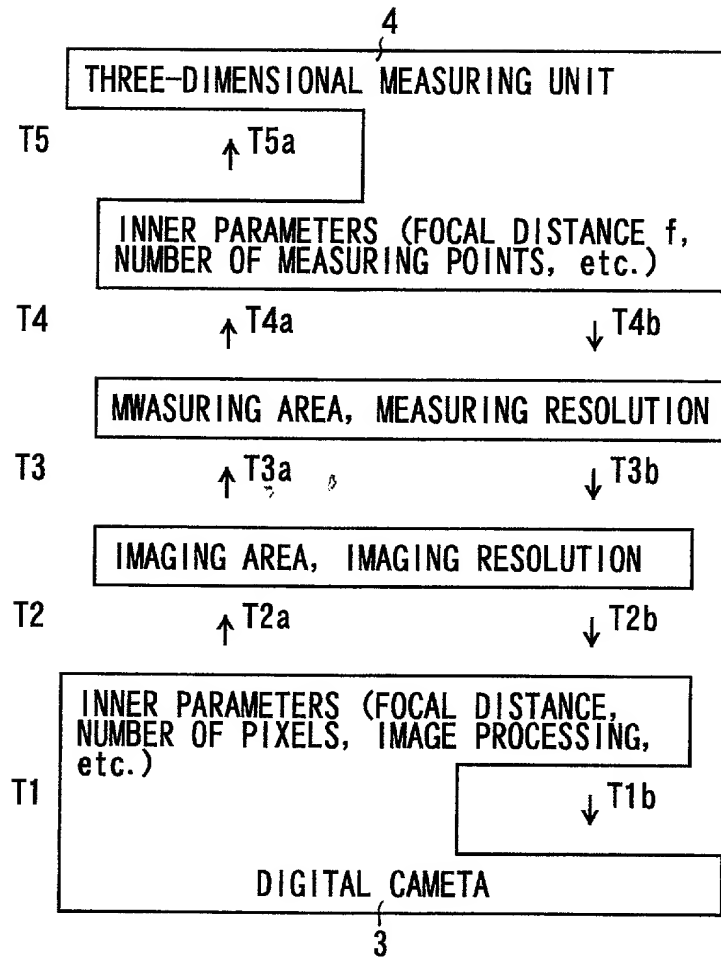 4
THREE-DIMENSIONAL MEASURING UNIT
T5 ↑ T5a
INNER PARAMETERS (FOCAL DISTANCE f,
NUMBER OF MEASURING POINTS, etc.)
T4 ↑ T4a ↓ T4b
MWASURING AREA, MEASURING RESOLUTION
T3 ↑ T3a ↓ T3b
IMAGING AREA, IMAGING RESOLUTION
T2 ↑ T2a ↓ T2b
INNER PARAMETERS (FOCAL DISTANCE,
NUMBER OF PIXELS, IMAGE PROCESSING,
etc.)
T1 ↓ T1b
DIGITAL CAMETA
3